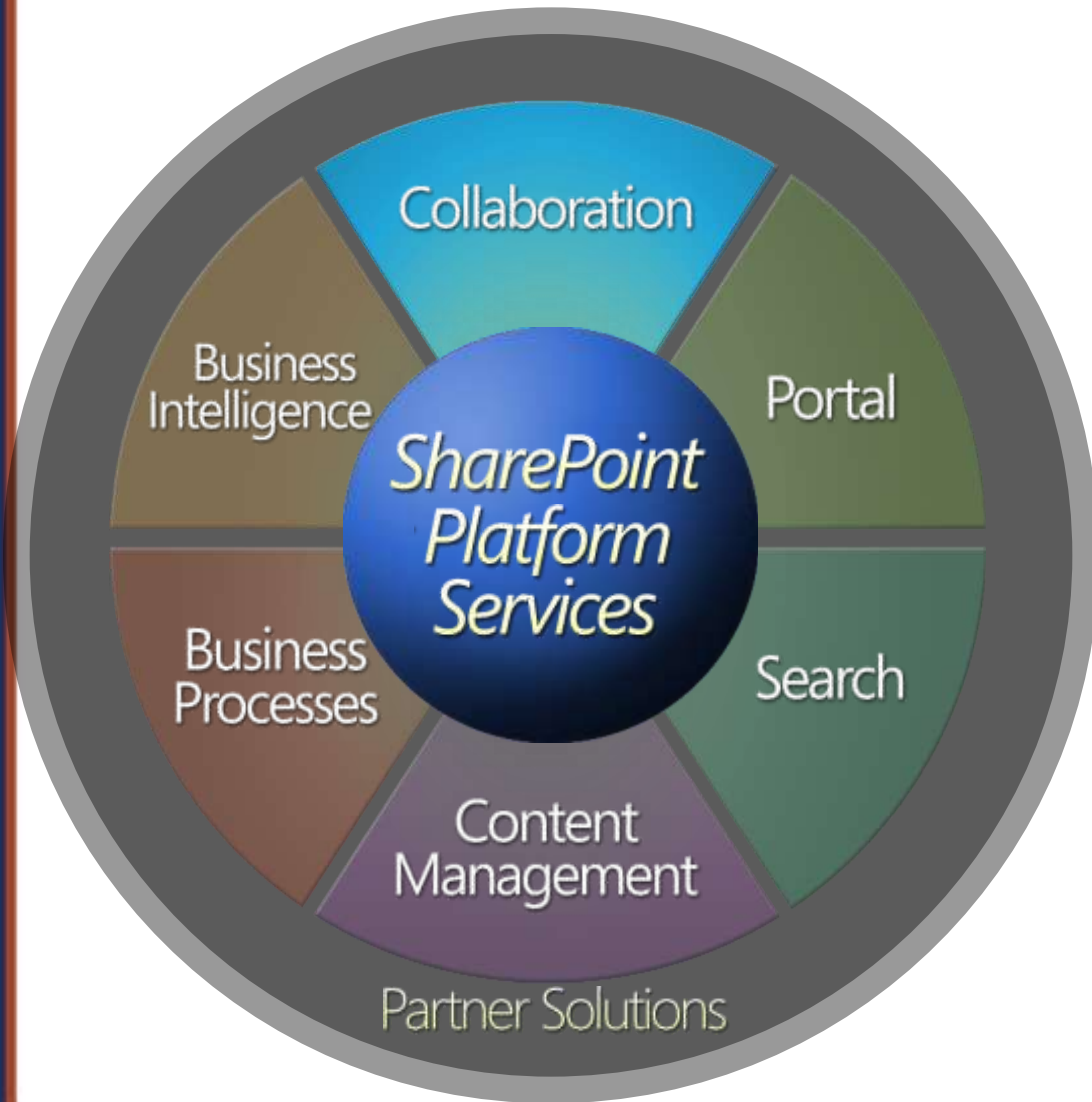 Collaboration
Business
Intelligence
Portal
SharePoint
Platform
Services
Business
Processes
Search
Content
Management
Partner Solutions